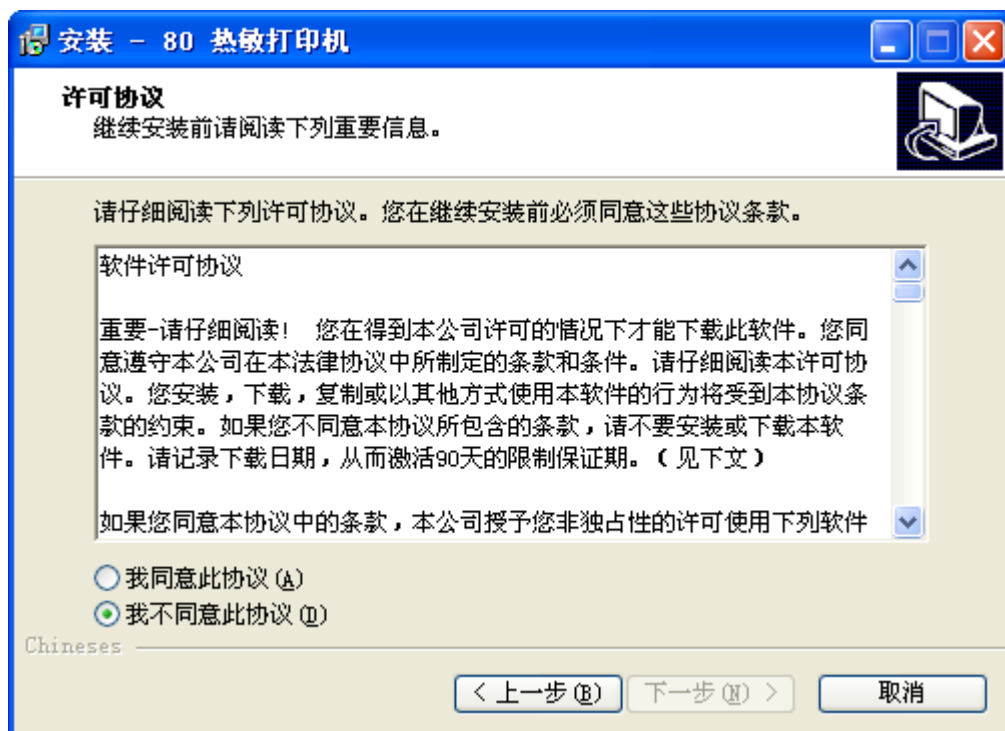 安装 - 80 热敏打印机
许可协议
继续安装前请阅读下列重要信息。
请仔细阅读下列许可协议。您在继续安装前必须同意这些协议条款。
软件许可协议
重要-请仔细阅读! 您在得到本公司许可的情况下才能下载此软件。您同
意遵守本公司在本法律协议中所制定的条款和条件。请仔细阅读本许可协
议。您安装,下载,复制或以其他方式使用本软件的行为将受到本协议条
款的约束。如果您不同意本协议所包含的条款,请不要安装或下载本软
件。请记录下载日期,从而激活90天的限制保证期。(见下文)
如果您同意本协议中的条款,本公司授予您非独占性的许可使用下列软件
我同意此协议(A)
我不同意此协议(D)
Chineses
< 上一步(B) 下一步(N) > 取消